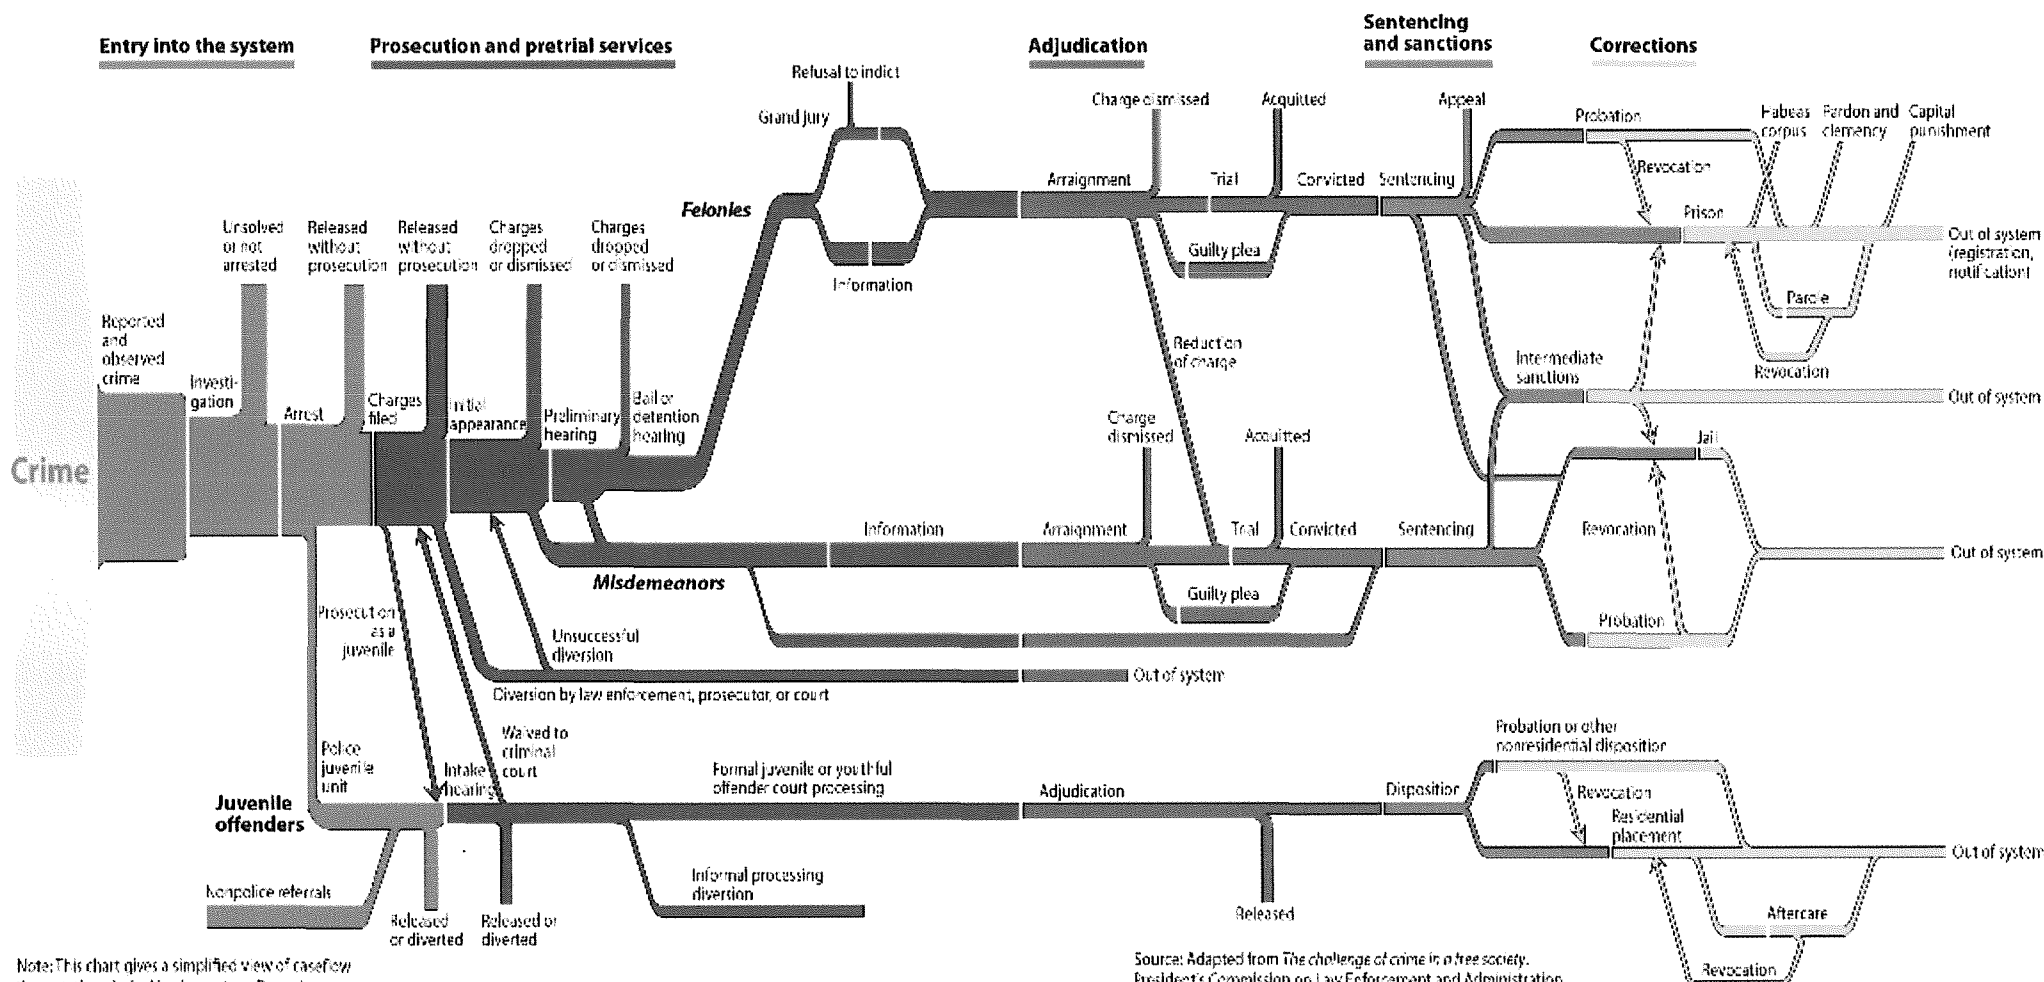 Entry into the system
Prosecution and pretrial services
Adjudication
Sentencing
and sanctions
Corrections
Refusal to indict
Grand Jury
Charge dismissed
Acquitted
Appeal
Probation
Habeas
corpus
Pardon and
clemency
Capital
punishment
Revocation
Arraignment
Trial
Convicted
Sentencing
Felonies
Prison
Unsolved
or not
arrested
Released
without
prosecution
Released
without
prosecution
Charges
dropped
or dismissed
Charges
dropped
or dismissed
Guilty plea
Out of system
(registration,
notification)
Information
Parole
Reported
and
observed
crime
Reduction
of charge
Intermediate
sanctions
Revocation
Investi-
gation
Arrest
Charges
filed
Initial
appearance
Preliminary
hearing
Bail or
detention
hearing
Out of system
Charge
dismissed
Acquitted
Jail
Crime
Information
Arraignment
Trial
Convicted
Sentencing
Revocation
Out of system
Misdemeanors
Guilty plea
Prosecution
as a
juvenile
Probation
Unsuccessful
diversion
Out of system
Diversion by law enforcement, prosecutor, or court
Waived to
criminal
court
Probation or other
nonresidential disposition
Police
juvenile
unit
Intake
hearing
Formal juvenile or youthful
offender court processing
Adjudication
Disposition
Revocation
Juvenile
offenders
Residential
placement
Out of system
Nonpolice referrals
Informal processing
diversion
Released
or diverted
Released or
diverted
Released
Aftercare
Revocation
Note: This chart gives a simplified view of caseflow
Source: Adapted from The challenge of crime in a free society.
President's Commission on Law Enforcement and Administration